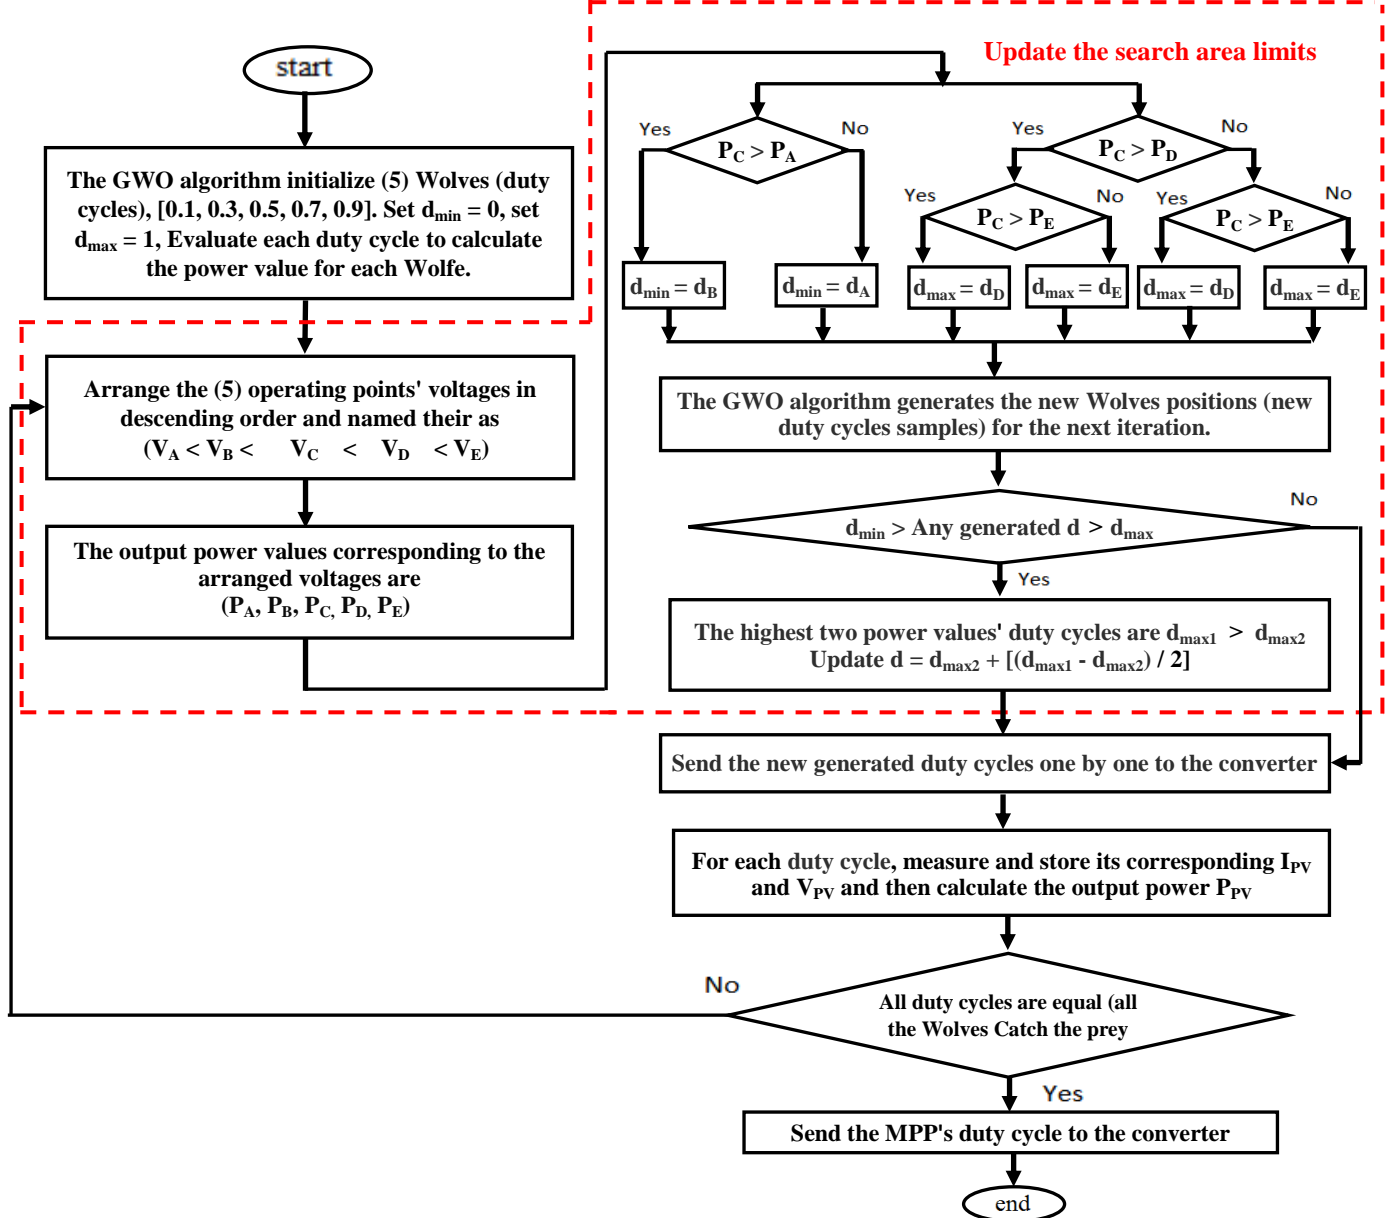 start
The GWO algorithm initialize (5) Wolves (duty
cycles), [0.1, 0.3, 0.5, 0.7, 0.9]. Set dmin = 0, set
dmax = 1, Evaluate each duty cycle to calculate
the power value for each Wolfe.
Arrange the (5) operating points' voltages in
descending order and named their as
(VA < VB < VC < VD < VE)
The output power values corresponding to the
arranged voltages are
(PA, PB, PC, PD, PE)
Update the search area limits
Yes
PC > PA
No
Yes
PC > PD
No
Yes
PC > PE
No
Yes
PC > PE
No
dmin = dB
dmin = dA
dmax = dD
dmax = dE
dmax = dD
dmax = dE
The GWO algorithm generates the new Wolves positions (new
duty cycles samples) for the next iteration.
dmin > Any generated d > dmax
No
Yes
The highest two power values' duty cycles are dmax1 > dmax2
Update d = dmax2 + [(dmax1 - dmax2) / 2]
Send the new generated duty cycles one by one to the converter
For each duty cycle, measure and store its corresponding IPV
and VPV and then calculate the output power PPV
No
All duty cycles are equal (all
the Wolves Catch the prey
Yes
Send the MPP's duty cycle to the converter
end